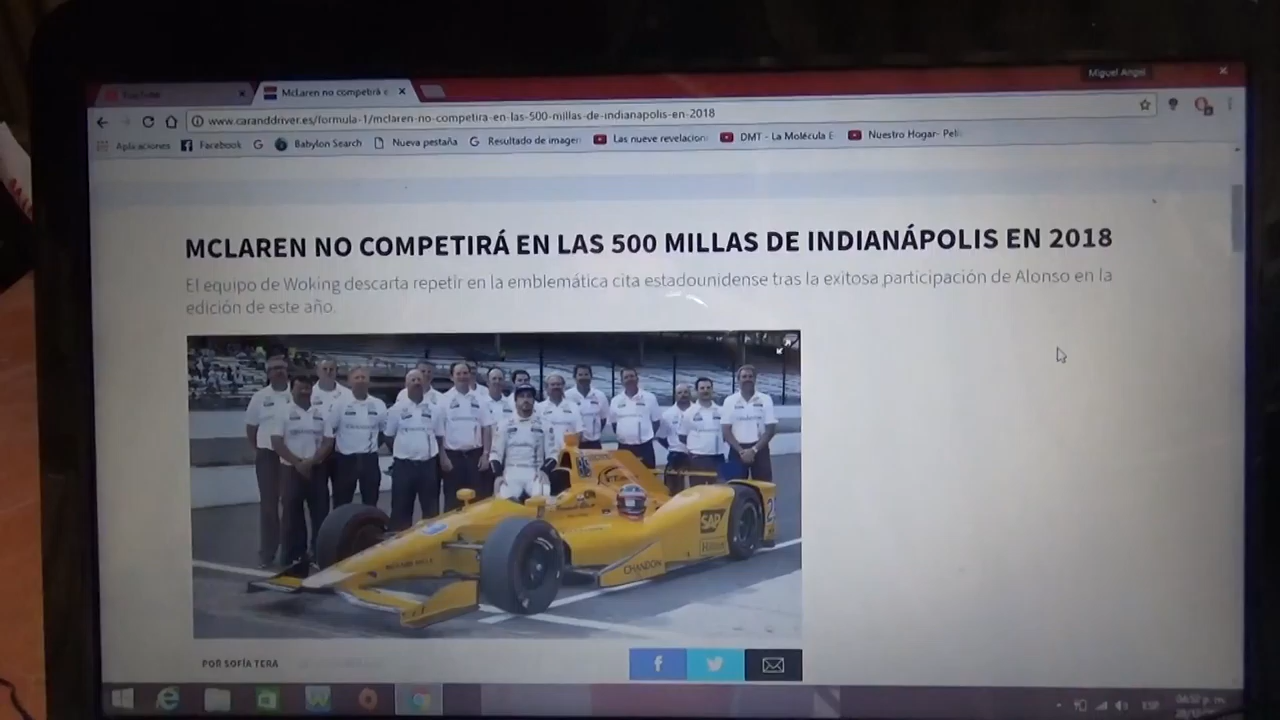 Miguel Angel
YouTube
McLaren no competirá e
www.caranddriver.es/formula-1/mclaren-no-competira-en-las-500-millas-de-indianapolis-en-2018
Aplicaciones Facebook Babylon Search Nueva pestaña Resultado de imagen Las nueve revelacion DMT - La Molécula E Nuestro Hogar- Peli
MCLAREN NO COMPETIRÁ EN LAS 500 MILLAS DE INDIANÁPOLIS EN 2018
El equipo de Woking descarta repetir en la emblemática cita estadounidense tras la exitosa participación de Alonso en la
edición de este año.
SAP
Hilton
CHANDON
POR SOFÍA TERA
ESP